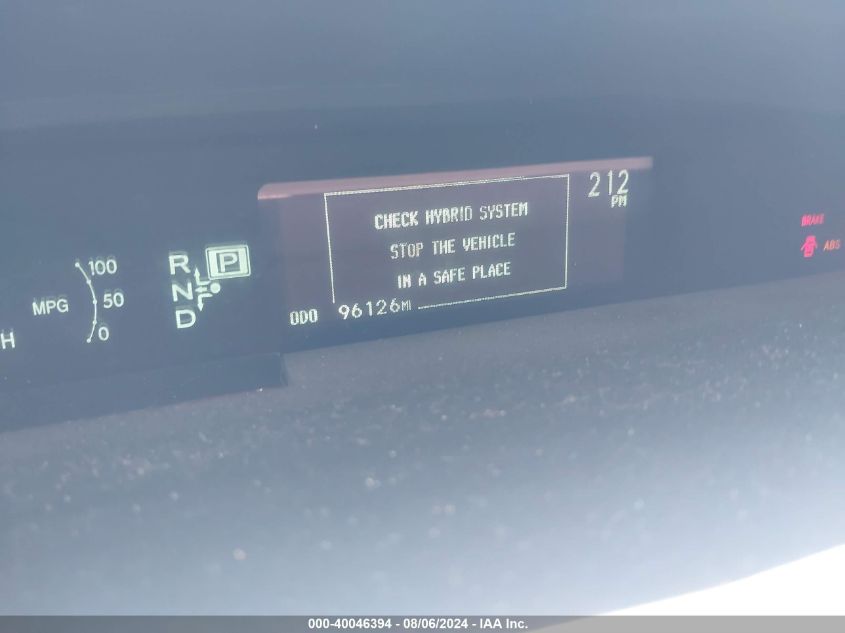 212
PM
CHECK HYBRID SYSTEM
STOP THE VEHICLE
IN A SAFE PLACE
ODO 96126MI
BRAKE
ABS
R P
N
D
MPG
100
50
0
H
000-40046394 - 08/06/2024 - IAA Inc.